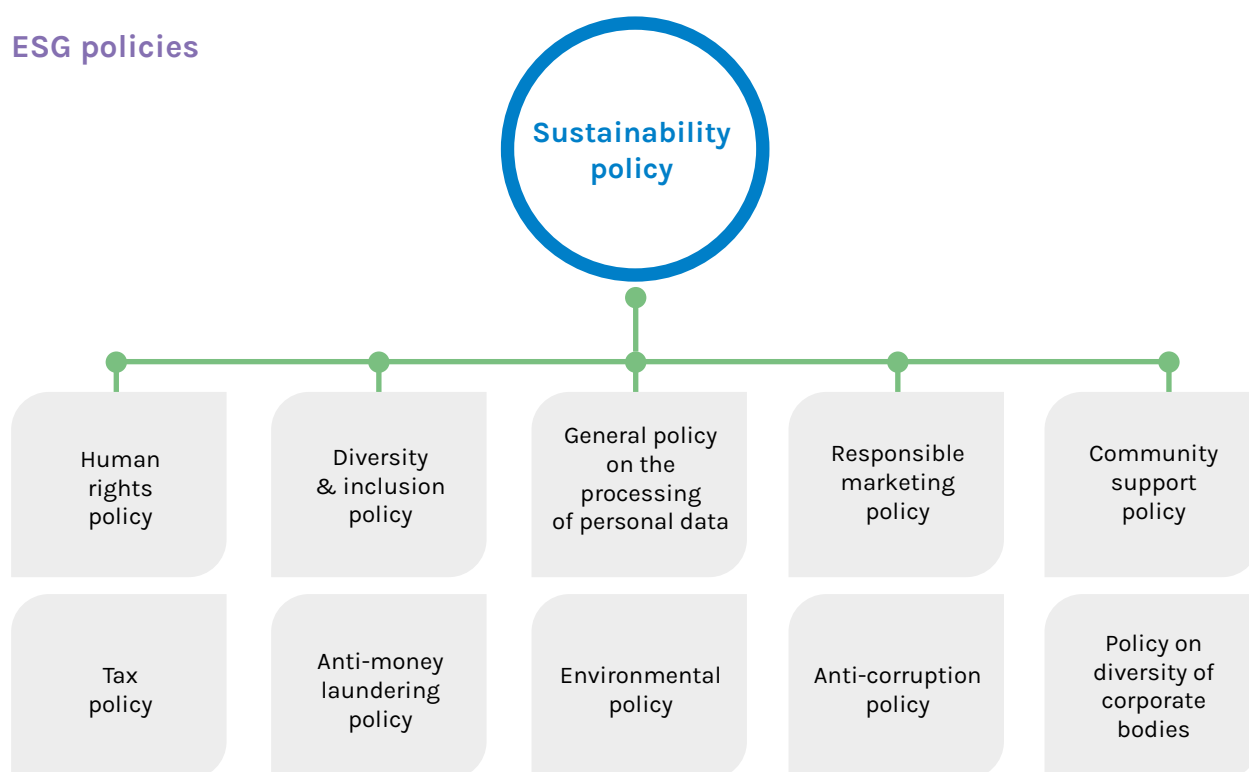 ESG policies
Sustainability
policy
Human
rights
policy
Diversity
& inclusion
policy
General policy
on the
processing
of personal data
Responsible
marketing
policy
Community
support
policy
Tax
policy
Anti-money
laundering
policy
Environmental
policy
Anti-corruption
policy
Policy on
diversity of
corporate
bodies